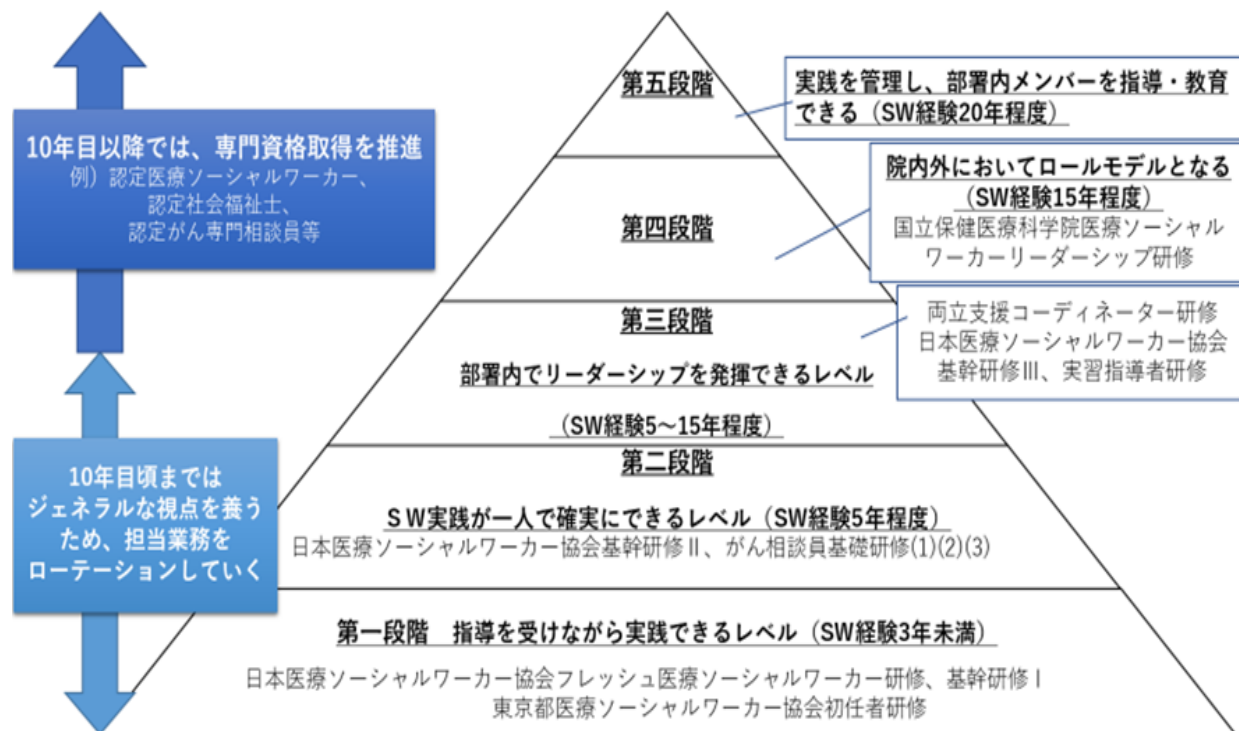 10年目以降では、専門資格取得を推進
例）認定医療ソーシャルワーカー、
認定社会福祉士、
認定がん専門相談員等
10年目頃までは
ジェネラルな視点を養う
ため、担当業務を
ローテーションしていく
第五段階
実践を管理し、部署内メンバーを指導・教育
できる（SW経験20年程度）
第四段階
院内外においてロールモデルとなる
（SW経験15年程度）
国立保健医療科学院医療ソーシャル
ワーカーリーダーシップ研修
第三段階
部署内でリーダーシップを発揮できるレベル
（SW経験5～15年程度）
両立支援コーディネーター研修
日本医療ソーシャルワーカー協会
基幹研修Ⅲ、実習指導者研修
第二段階
ＳＷ実践が一人で確実にできるレベル（SW経験5年程度）
日本医療ソーシャルワーカー協会基幹研修Ⅱ、がん相談員基礎研修(1)(2)(3)
第一段階　指導を受けながら実践できるレベル（SW経験3年未満）
日本医療ソーシャルワーカー協会フレッシュ医療ソーシャルワーカー研修、基幹研修Ⅰ
東京都医療ソーシャルワーカー協会初任者研修